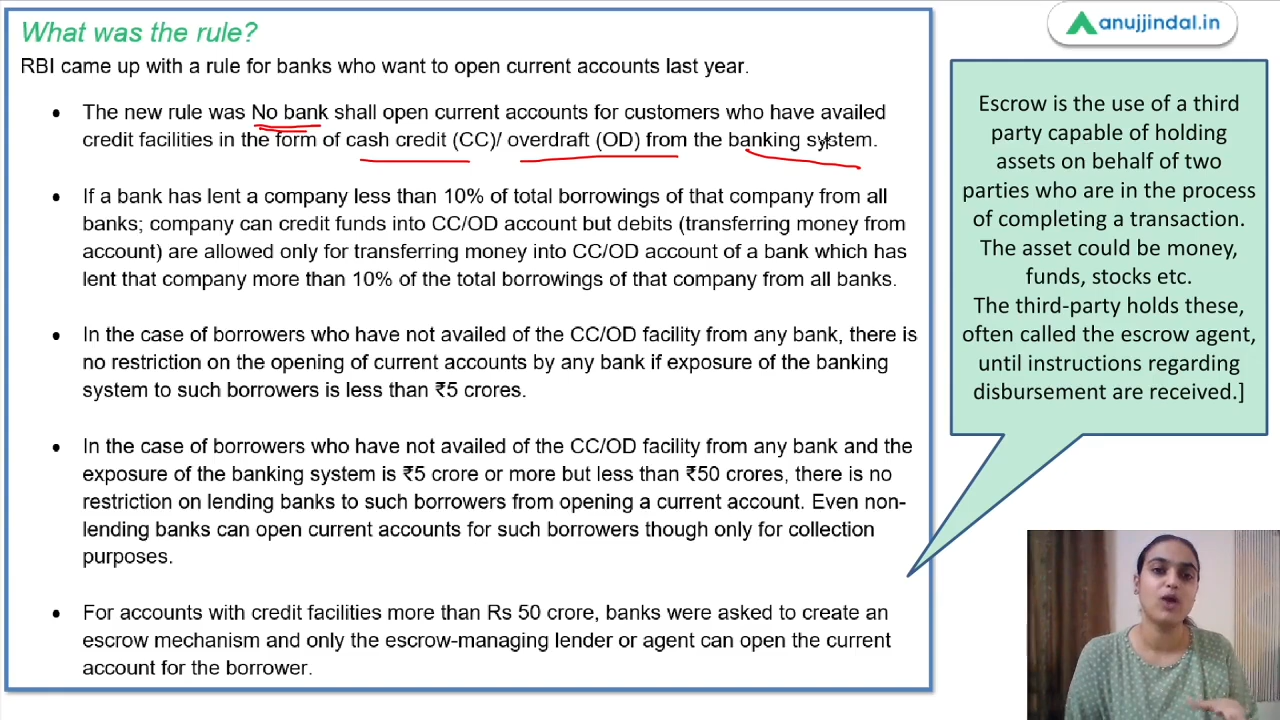 What was the rule?
RBI came up with a rule for banks who want to open current accounts last year.
• The new rule was No bank shall open current accounts for customers who have availed
credit facilities in the form of cash credit (CC)/ overdraft (OD) from the banking system.
• If a bank has lent a company less than 10% of total borrowings of that company from all
banks; company can credit funds into CC/OD account but debits (transferring money from
account) are allowed only for transferring money into CC/OD account of a bank which has
lent that company more than 10% of the total borrowings of that company from all banks.
• In the case of borrowers who have not availed of the CC/OD facility from any bank, there is
no restriction on the opening of current accounts by any bank if exposure of the banking
system to such borrowers is less than ₹5 crores.
• In the case of borrowers who have not availed of the CC/OD facility from any bank and the
exposure of the banking system is ₹5 crore or more but less than ₹50 crores, there is no
restriction on lending banks to such borrowers from opening a current account. Even non-
lending banks can open current accounts for such borrowers though only for collection
purposes.
• For accounts with credit facilities more than Rs 50 crore, banks were asked to create an
escrow mechanism and only the escrow-managing lender or agent can open the current
account for the borrower.
anujjindal.in
Escrow is the use of a third
party capable of holding
assets on behalf of two
parties who are in the process
of completing a transaction.
The asset could be money,
funds, stocks etc.
The third-party holds these,
often called the escrow agent,
until instructions regarding
disbursement are received.]